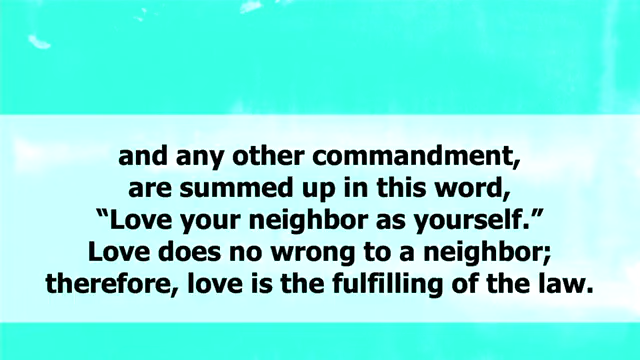 and any other commandment,
are summed up in this word,
“Love your neighbor as yourself.”
Love does no wrong to a neighbor;
therefore, love is the fulfilling of the law.